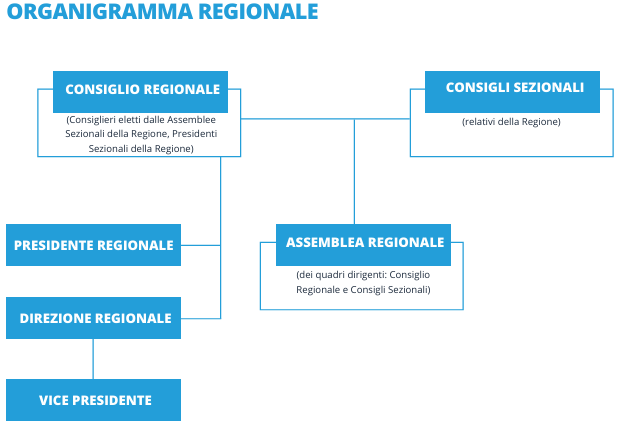 ORGANIGRAMMA REGIONALE
CONSIGLIO REGIONALE
(Consiglieri eletti dalle Assemblee
Sezionali della Regione, Presidenti
Sezionali della Regione)
CONSIGLI SEZIONALI
(relativi della Regione)
PRESIDENTE REGIONALE
ASSEMBLEA REGIONALE
(dei quadri dirigenti: Consiglio
Regionale e Consigli Sezionali)
DIREZIONE REGIONALE
VICE PRESIDENTE